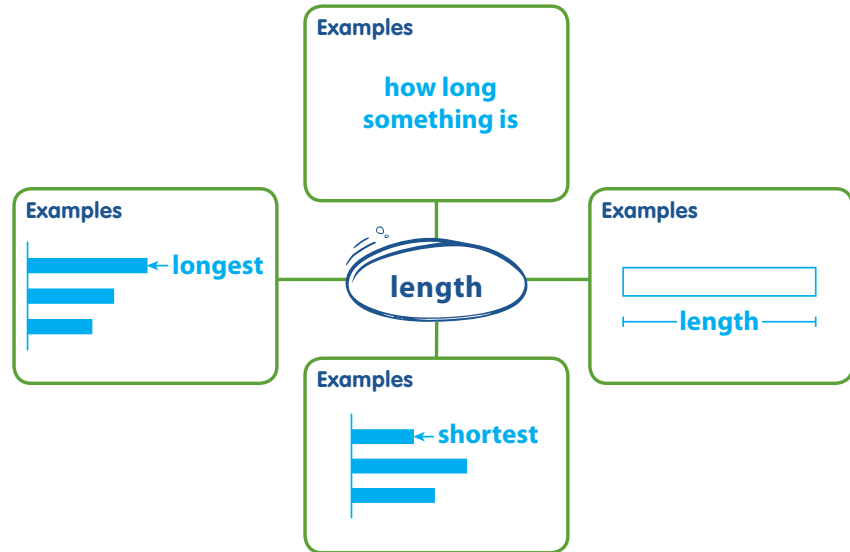 Examples
how long
something is
Examples
longest
length
Examples
length
Examples
shortest